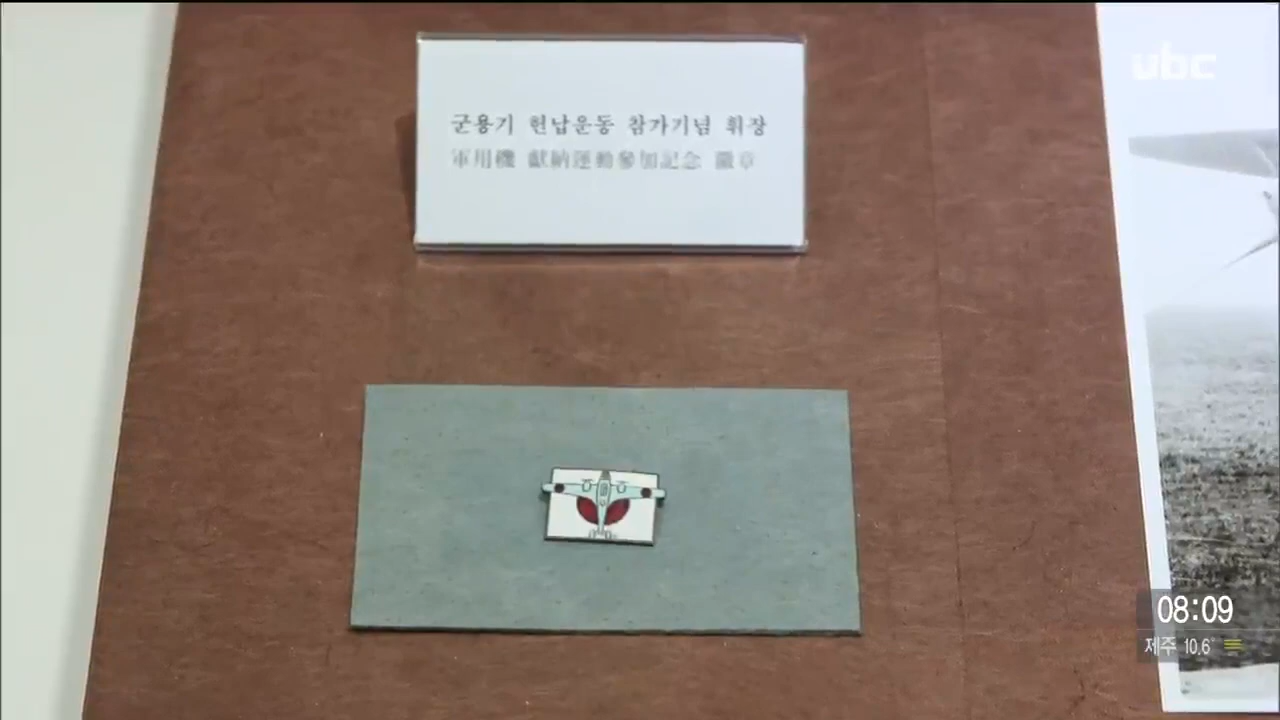 ubc
군용기 헌납운동 참가기념 휘장
軍用機 獻納運動參加記念 徽章
08:09
제주 10.6°